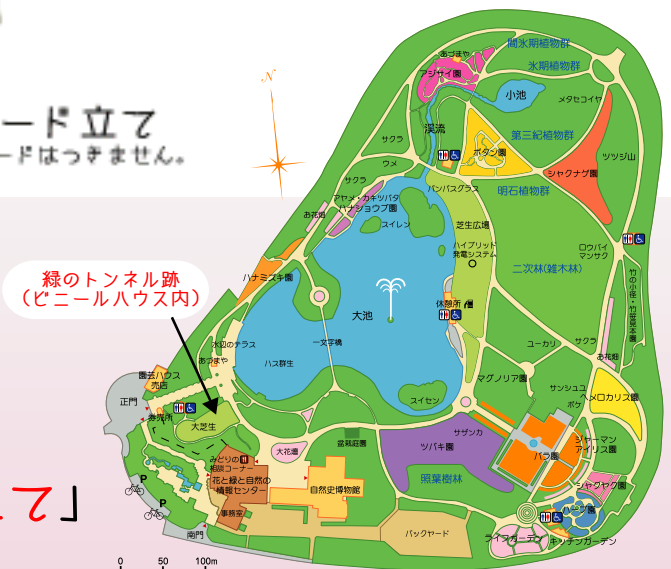 ード立て
ードはつきません。
N
緑のトンネル跡
(ビニールハウス内)
間氷期植物群
あづまや
氷期植物群
アジサイ園
小池
メタセコイヤ
渓流
サクラ
第三紀植物群
ボタン園
ツツジ山
ウメ
シャクナゲ園
サクラ
パンパスグラス
明石植物群
アヤメ・カキツバタ
ハナショウブ園
お花畑
スイレン
芝生広場
ハイブリッド
発電システム
ロウバイ
マンサク
二次林(雑木林)
ハナミズキ園
竹の小径・竹笹見本園
休憩所
大池
水辺のテラス
一文字橋
ユーカリ
サクラ
お花畑
あづまや
ハス群生
園芸ハウス
売店
マグノリア園
サンシュユ
ボケ
ヘメロカリス園
正門
スイセン
券売所
大芝生
サザンカ
ツバキ園
ジャーマン
アイリス園
バラ園
盆栽庭園
大花壇
みどりの
相談コーナー
照葉樹林
花と緑と自然の
情報センター
自然史博物館
シャクヤク園
P
P
ハーブ園
事務室
バックヤード
ライフガーデン
キッチンガーデン
南門
て」
0 50 100m